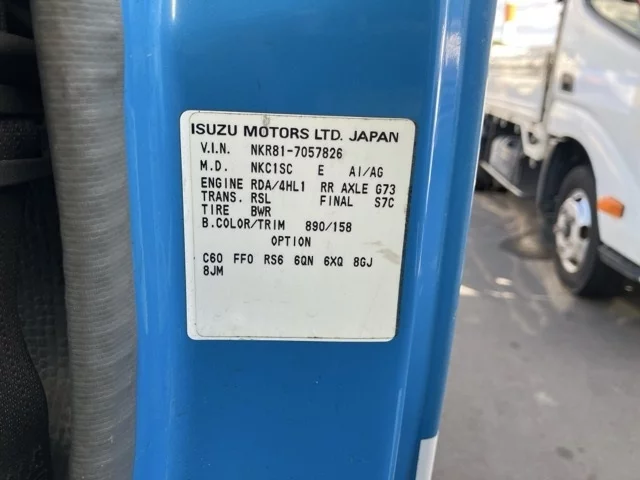 ISUZU MOTORS LTD. JAPAN
V.I.N. NKR81-7057826
M.D. NKC1SC E AI/AG
ENGINE RDA/4HL1 RR AXLE G73
TRANS. RSL FINAL S7C
TIRE BWR
B.COLOR/TRIM 890/158
OPTION
C60 FF0 RS6 6QN 6XQ 8GJ
8JM